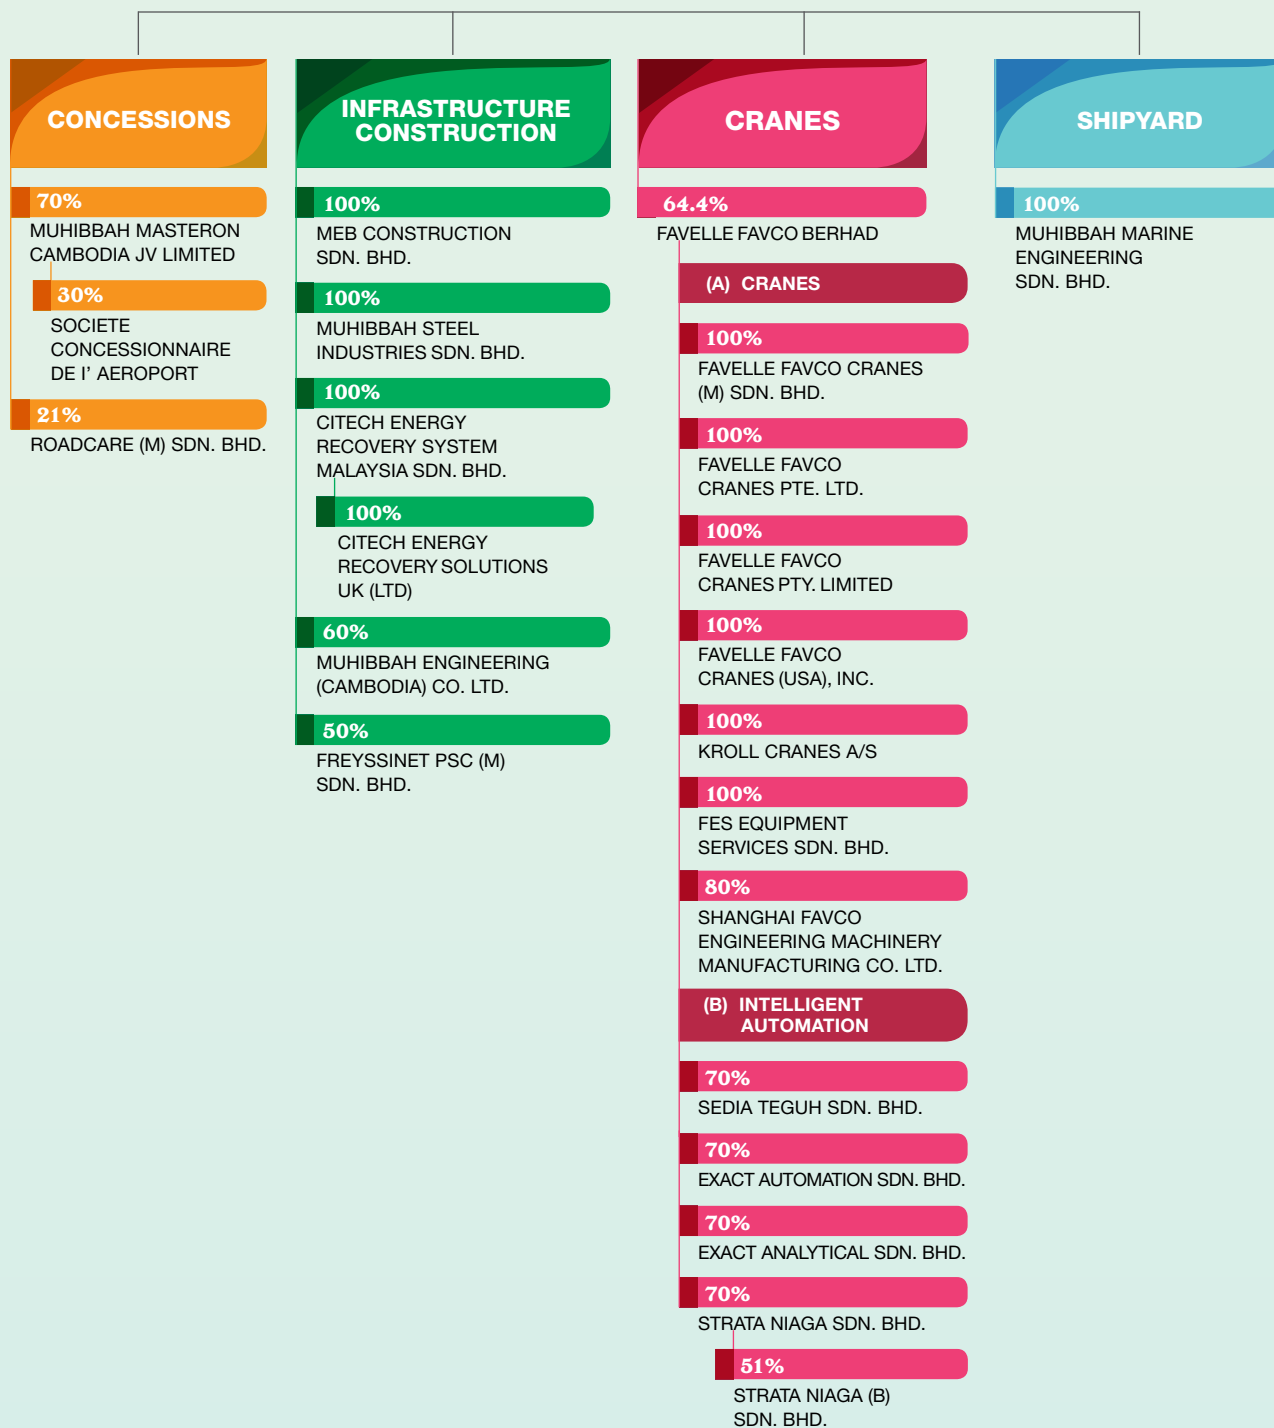 CONCESSIONS
70%
MUHIBBAH MASTERON
CAMBODIA JV LIMITED
30%
SOCIETE
CONCESSIONNAIRE
DE I' AEROPORT
21%
ROADCARE (M) SDN. BHD.
INFRASTRUCTURE
CONSTRUCTION
100%
MEB CONSTRUCTION
SDN. BHD.
100%
MUHIBBAH STEEL
INDUSTRIES SDN. BHD.
100%
CITECH ENERGY
RECOVERY SYSTEM
MALAYSIA SDN. BHD.
100%
CITECH ENERGY
RECOVERY SOLUTIONS
UK (LTD)
60%
MUHIBBAH ENGINEERING
(CAMBODIA) CO. LTD.
50%
FREYSSINET PSC (M)
SDN. BHD.
CRANES
64.4%
FAVELLE FAVCO BERHAD
(A) CRANES
100%
FAVELLE FAVCO CRANES
(M) SDN. BHD.
100%
FAVELLE FAVCO
CRANES PTE. LTD.
100%
FAVELLE FAVCO
CRANES PTY. LIMITED
100%
FAVELLE FAVCO
CRANES (USA), INC.
100%
KROLL CRANES A/S
100%
FES EQUIPMENT
SERVICES SDN. BHD.
80%
SHANGHAI FAVCO
ENGINEERING MACHINERY
MANUFACTURING CO. LTD.
(B) INTELLIGENT
AUTOMATION
70%
SEDIA TEGUH SDN. BHD.
70%
EXACT AUTOMATION SDN. BHD.
70%
EXACT ANALYTICAL SDN. BHD.
70%
STRATA NIAGA SDN. BHD.
51%
STRATA NIAGA (B)
SDN. BHD.
SHIPYARD
100%
MUHIBBAH MARINE
ENGINEERING
SDN. BHD.